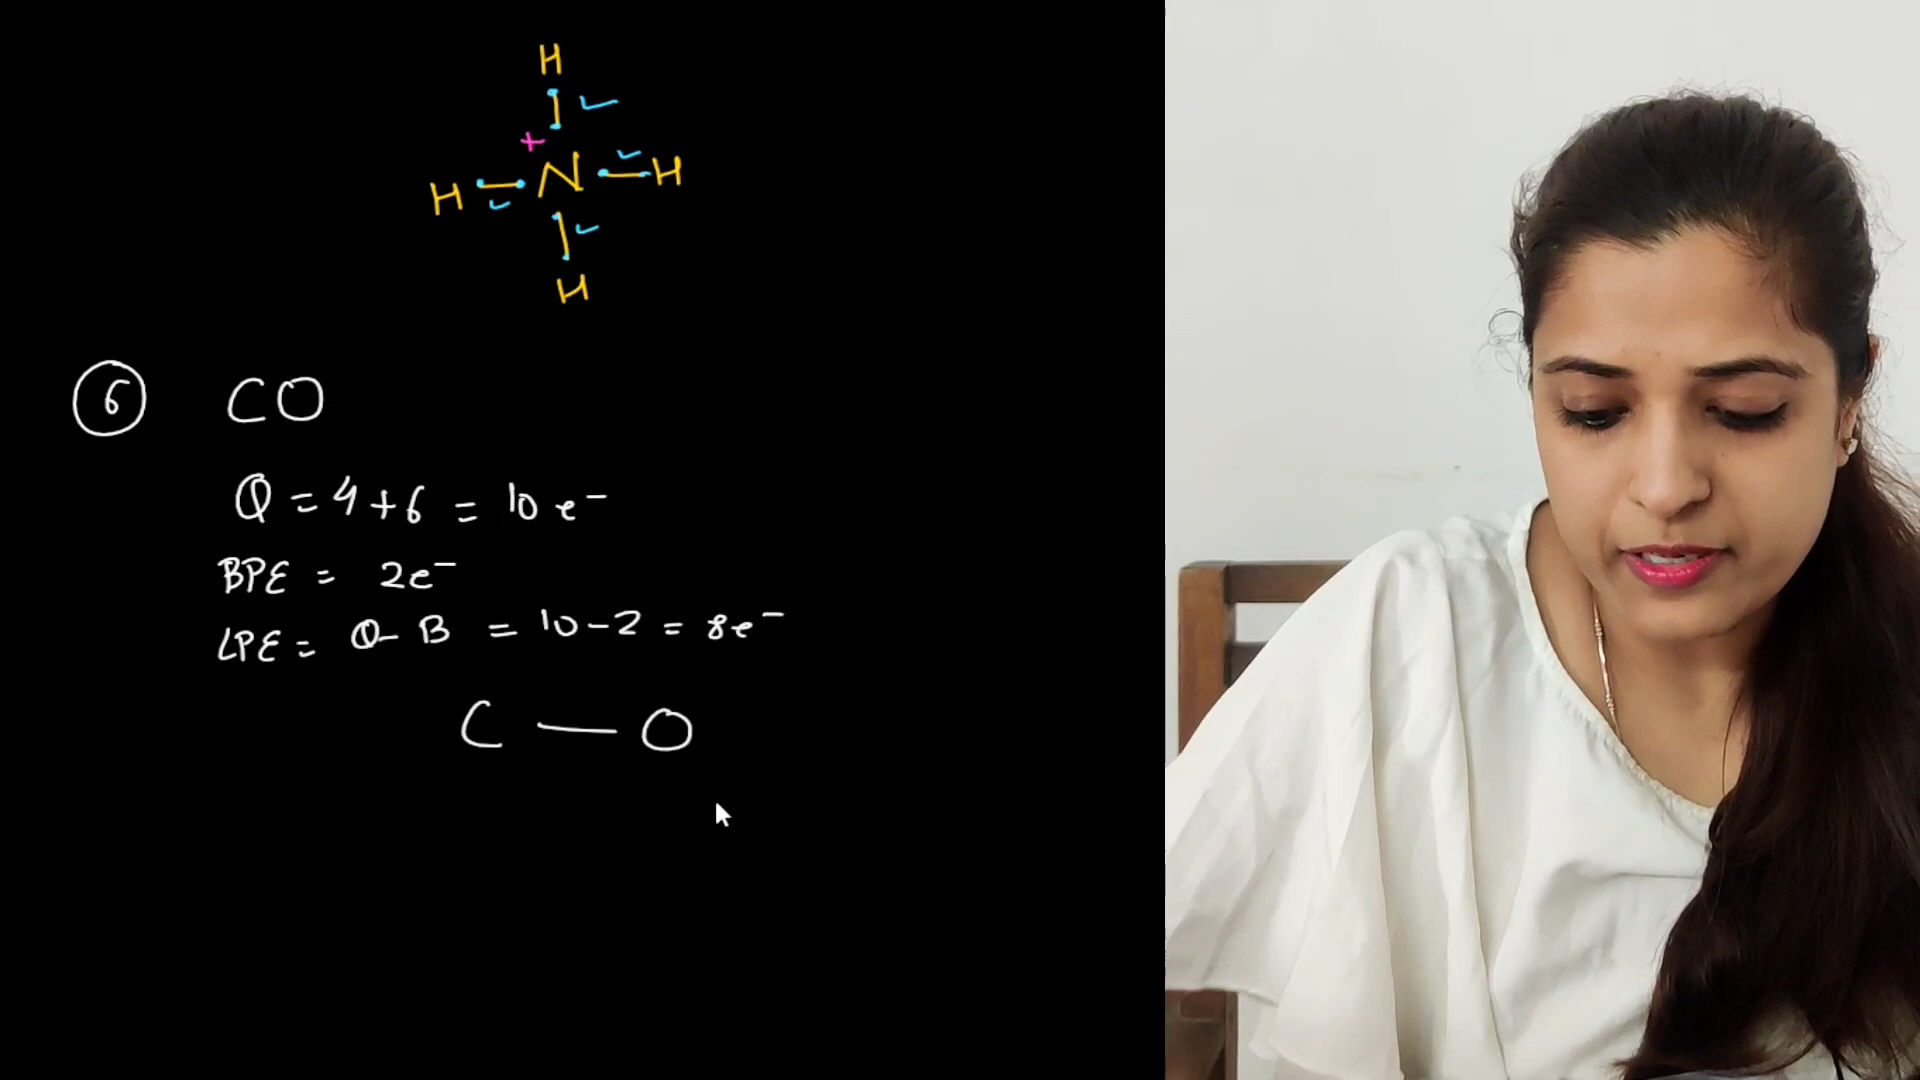 H
+
H N H
H
6 CO
Q = 4 + 6 = 10 e⁻
BPE = 2e⁻
LPE = Q - B = 10 - 2 = 8e⁻
C — O